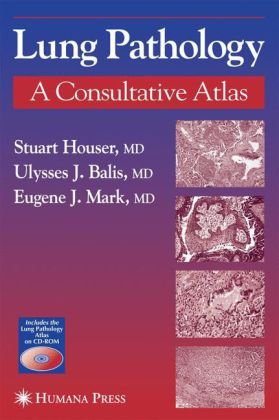 Lung Pathology
A Consultative Atlas
Stuart Houser, MD
Ulysses J. Balis, MD
Eugene J. Mark, MD
Includes the
Lung Pathology
Atlas
on CD-ROM
HUMANA PRESS